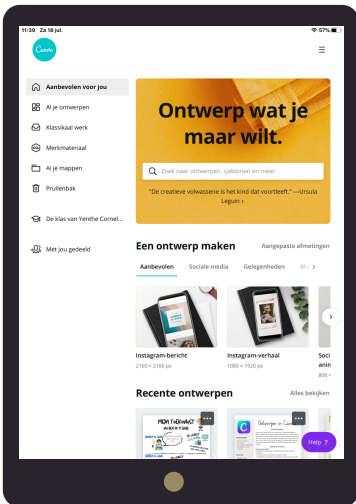 11:39 Za 18 jul.
57%
Canva
Aanbevolen voor jou
Al je ontwerpen
Klassikaal werk
Merkmateriaal
Al je mappen
Prullenbak
De klas van Yenthe Cornel...
Met jou gedeeld
Ontwerp wat je
maar wilt.
Zoek naar ontwerpen, sjablonen en meer
"De creatieve volwassene is het kind dat voortleeft." —Ursula
Leguin ›
Een ontwerp maken
Aangepaste afmetingen
Aanbevolen Sociale media Gelegenheden
Instagram-bericht
2160 × 2160 px
Instagram-verhaal
1080 × 1920 px
Soci
anin
800 ×
Recente ontwerpen
Alles bekijken
Ontwerpen in Canva
Help ?